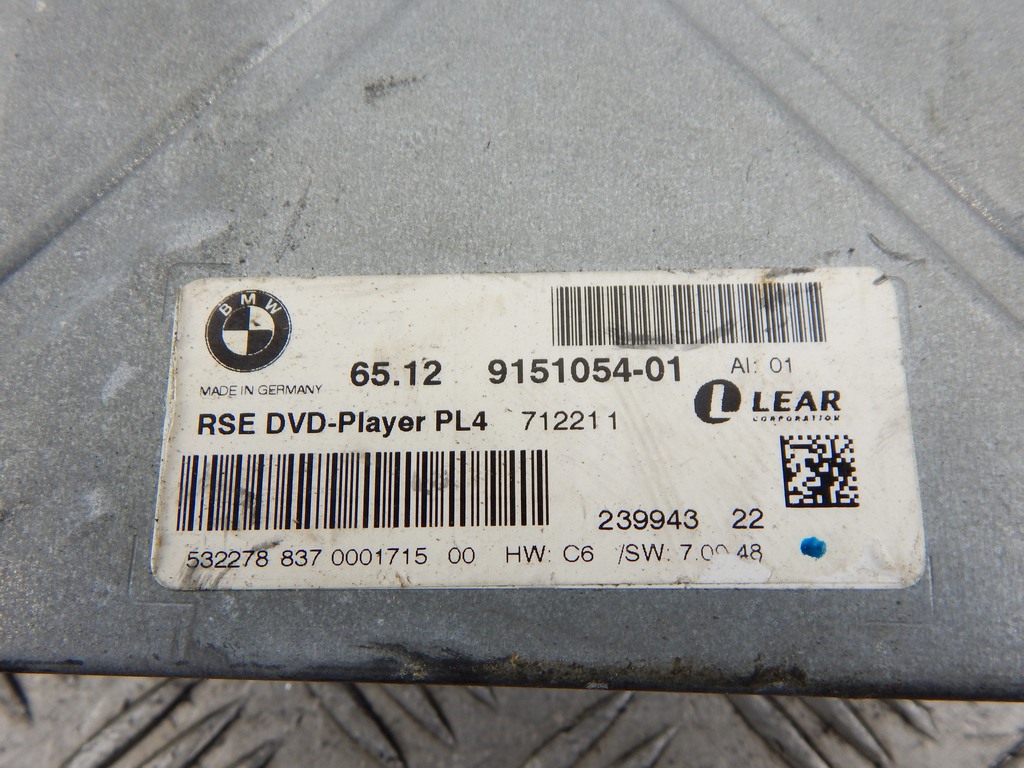 BMW
MADE IN GERMANY
65.12 9151054-01 AI: 01
RSE DVD-Player PL4 712211
LEAR
CORPORATION
239943 22
532278 837 0001715 00 HW: C6 /SW: